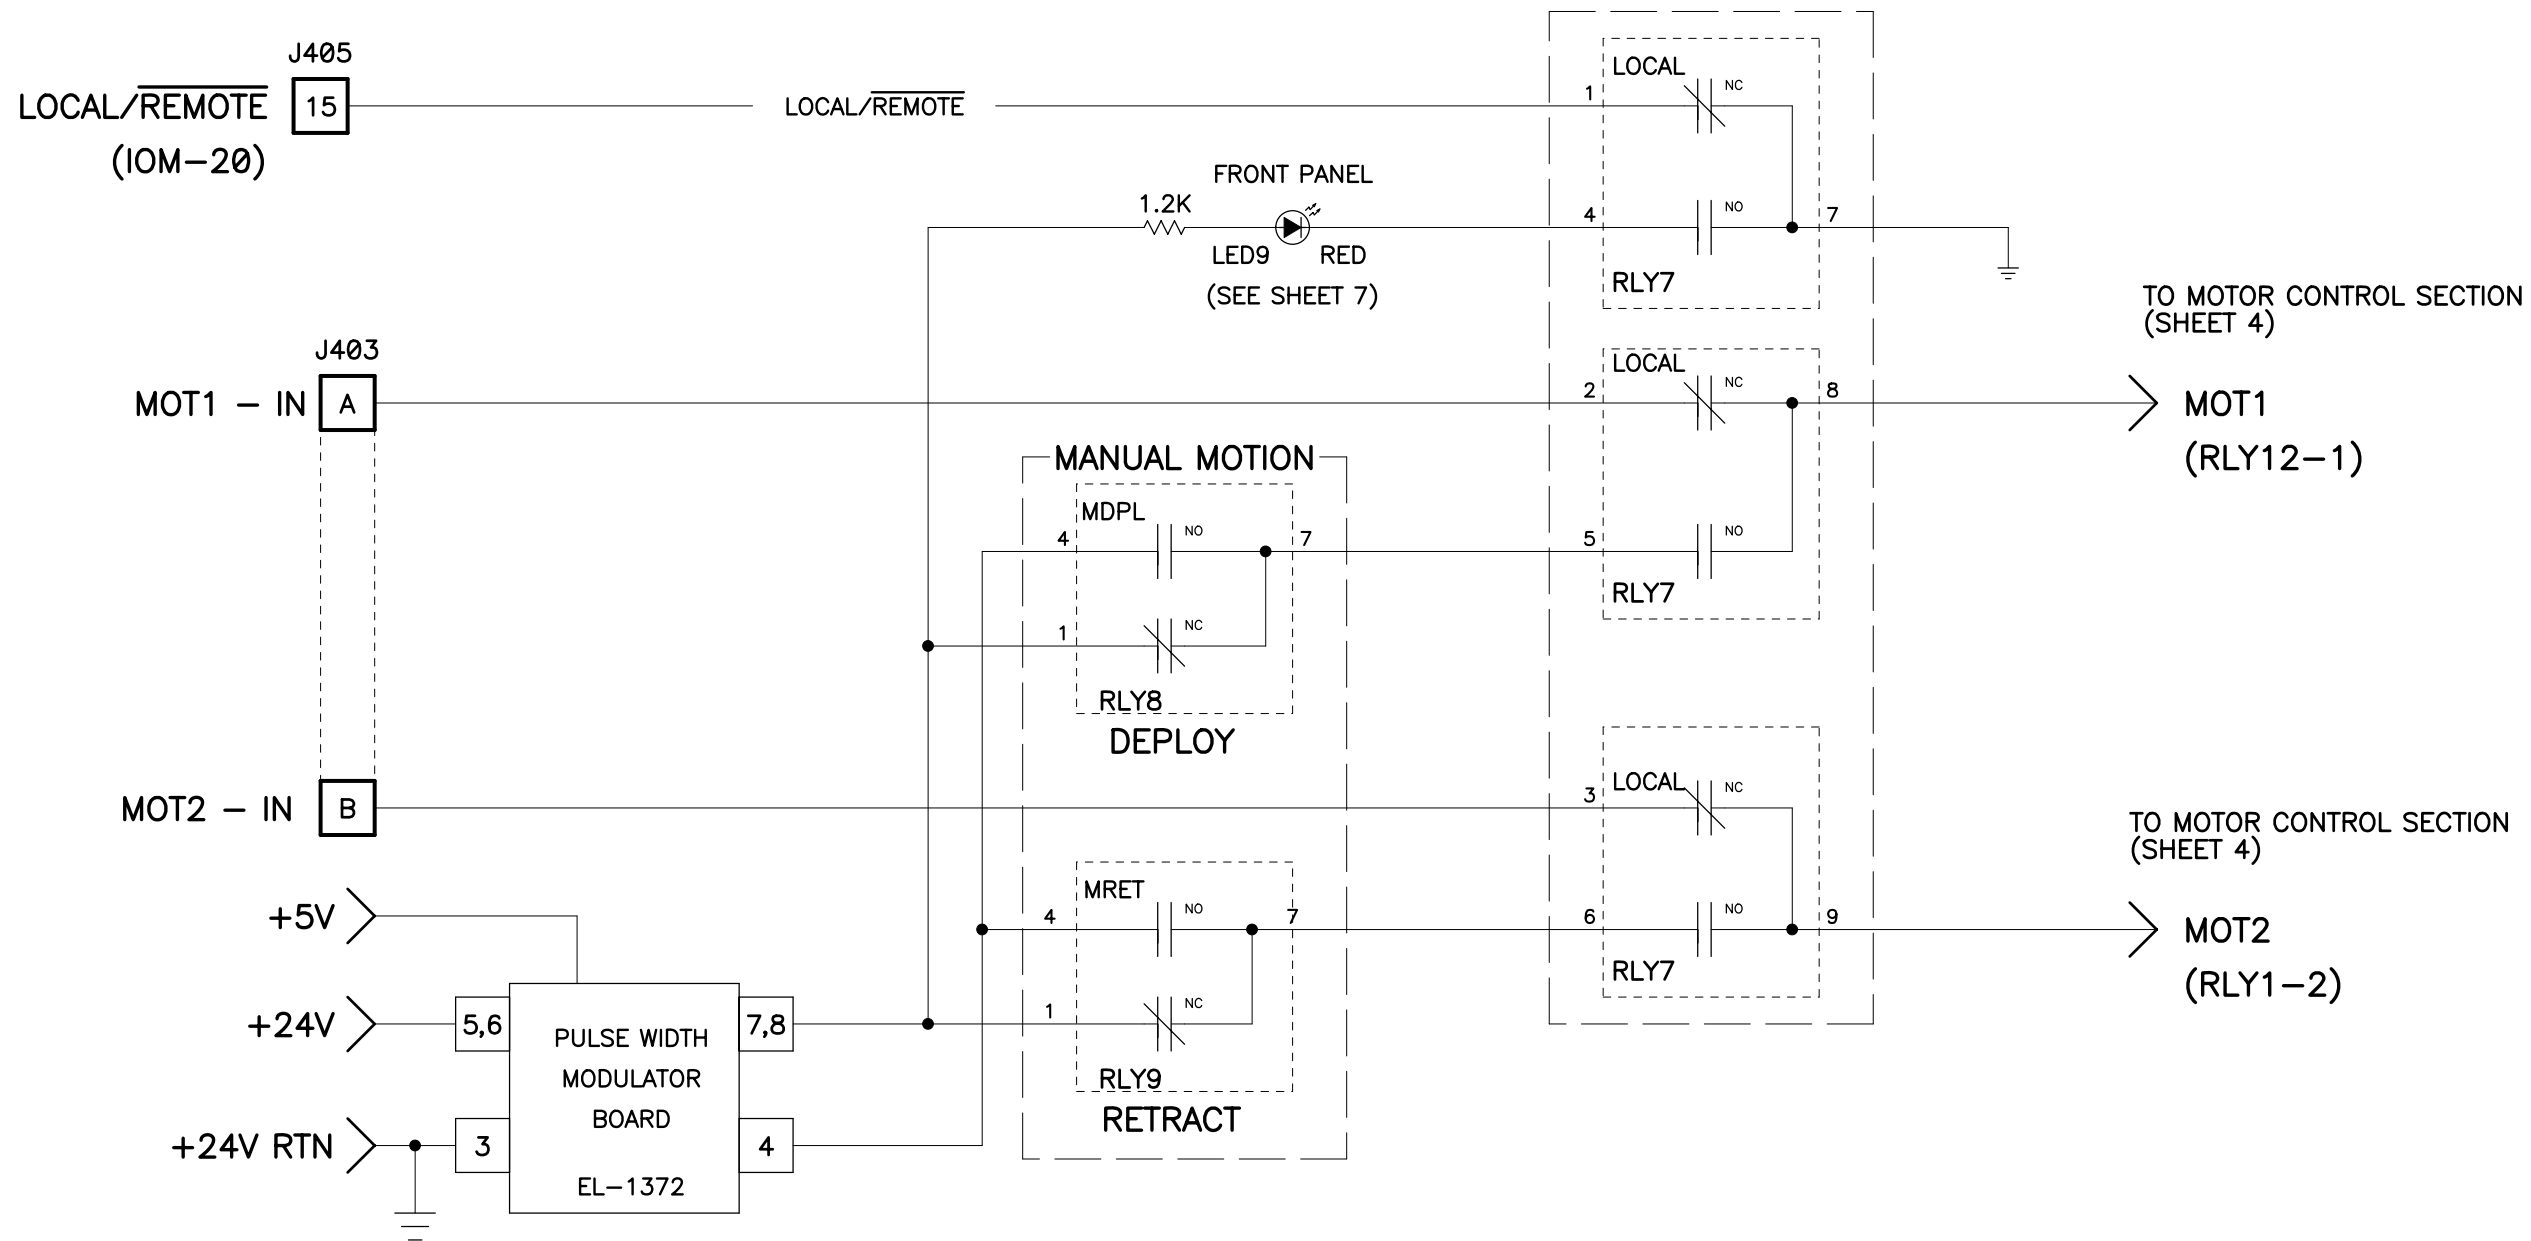 J405
LOCAL/REMOTE
15
(IOM-20)
LOCAL/REMOTE
1
LOCAL
NC
FRONT PANEL
1.2K
LED9
RED
(SEE SHEET 7)
4
NO
7
RLY7
TO MOTOR CONTROL SECTION
(SHEET 4)
J403
MOT1 - IN
A
2
LOCAL
NC
8
MOT1
(RLY12-1)
MANUAL MOTION
MDPL
4
NO
7
5
NO
RLY7
1
NC
RLY8
DEPLOY
MOT2 - IN
B
3
LOCAL
NC
TO MOTOR CONTROL SECTION
(SHEET 4)
MRET
4
NO
7
6
NO
9
MOT2
(RLY1-2)
RLY7
1
NC
RLY9
RETRACT
+5V
+24V
5,6
7,8
PULSE WIDTH
MODULATOR
BOARD
EL-1372
+24V RTN
3
4